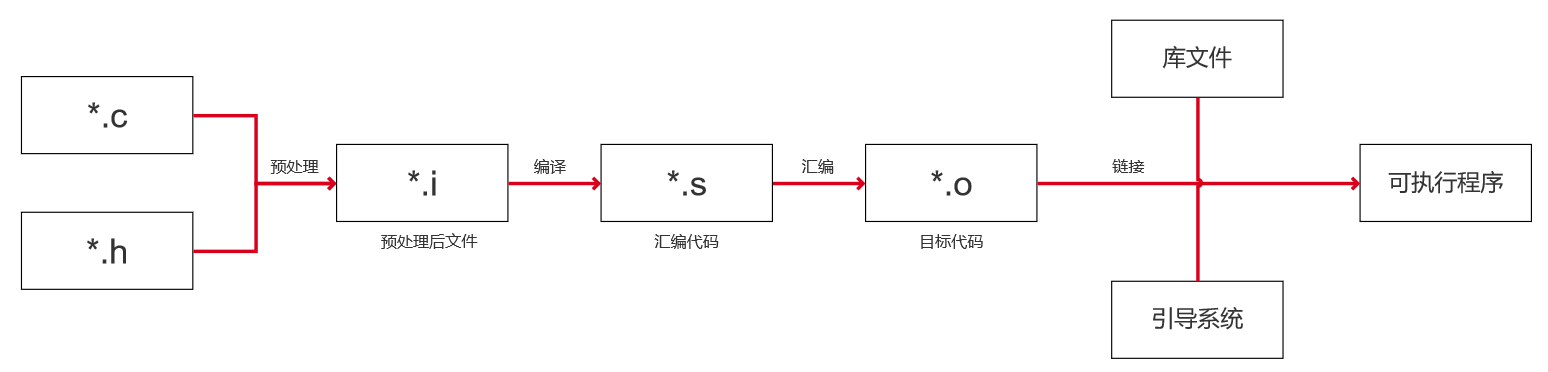 *.c
*.h
预处理
*.i
预处理后文件
编译
*.s
汇编代码
汇编
*.o
目标代码
链接
库文件
引导系统
可执行程序